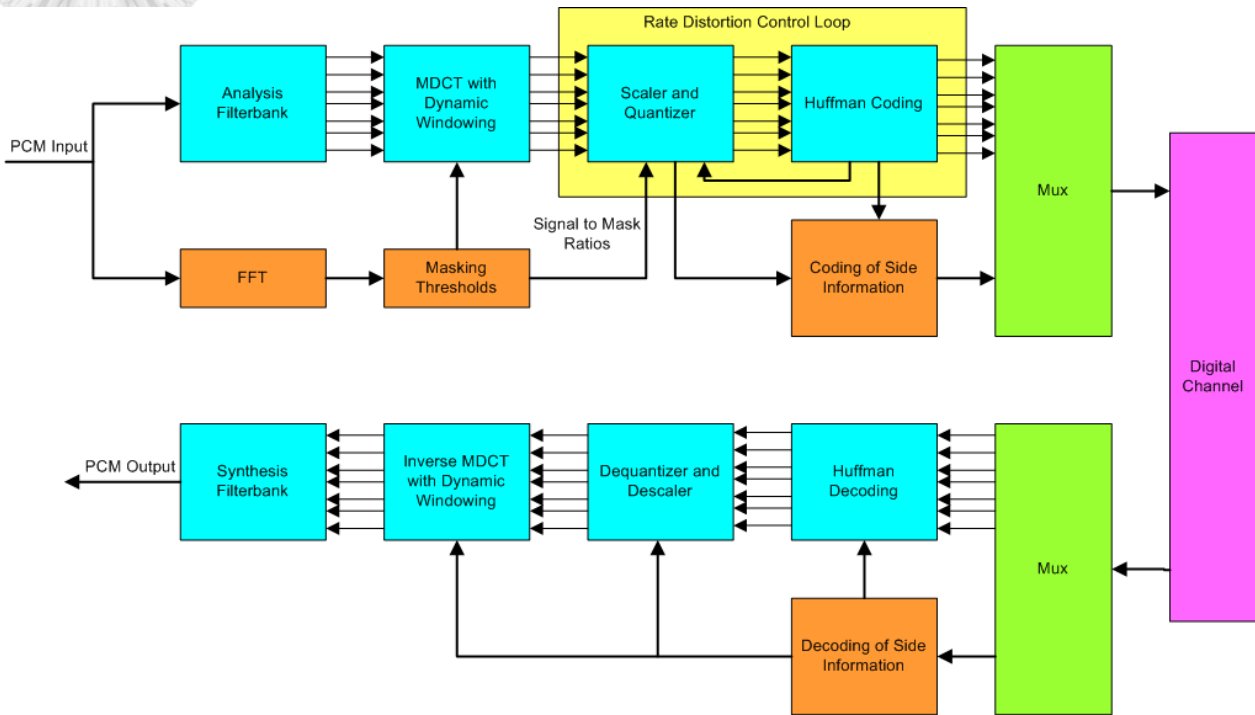 Rate Distortion Control Loop
Analysis
Filterbank
MDCT with
Dynamic
Windowing
Scaler and
Quantizer
Huffman Coding
PCM Input
Mux
Signal to Mask
Ratios
FFT
Masking
Thresholds
Coding of Side
Information
Digital
Channel
PCM Output
Synthesis
Filterbank
Inverse MDCT
with Dynamic
Windowing
Dequantizer and
Descaler
Huffman
Decoding
Mux
Decoding of Side
Information